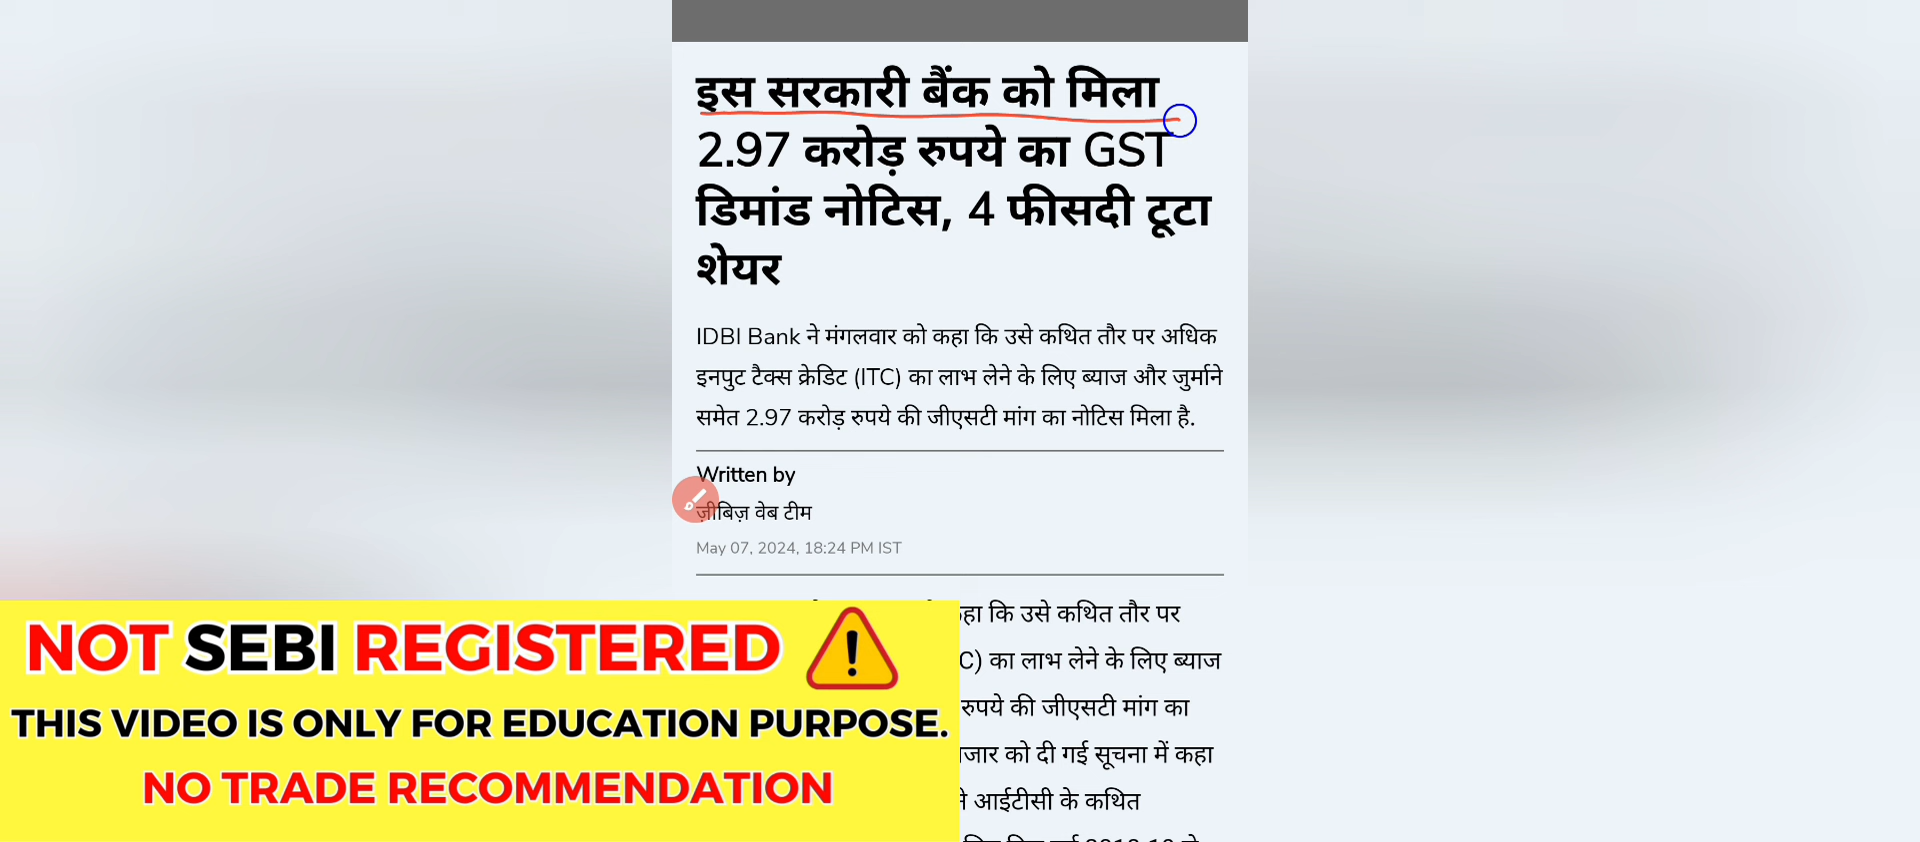 इस सरकारी बैंक को मिला
2.97 करोड़ रुपये का GST
डिमांड नोटिस, 4 फीसदी टूटा
शेयर
IDBI Bank ने मंगलवार को कहा कि उसे कथित तौर पर अधिक
इनपुट टैक्स क्रेडिट (ITC) का लाभ लेने के लिए ब्याज और जुर्माने
समेत 2.97 करोड़ रुपये की जीएसटी मांग का नोटिस मिला है.
Written by
ज़ीबिज़ वेब टीम
May 07, 2024, 18:24 PM IST
कि उसे कथित तौर पर
C) का लाभ लेने के लिए ब्याज
रुपये की जीएसटी मांग का
को दी गई सूचना में कहा
आईटीसी के कथित
NOT SEBI REGISTERED
THIS VIDEO IS ONLY FOR EDUCATION PURPOSE.
NO TRADE RECOMMENDATION